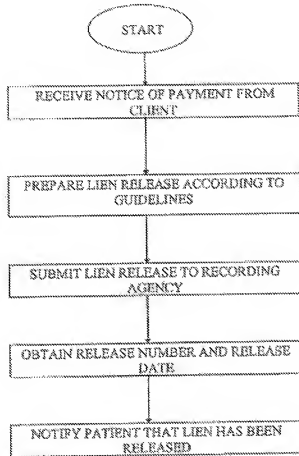 START
RECEIVE NOTICE OF PAYMENT FROM
CLIENT
PREPARE LIEN RELEASE ACCORDING TO
GUIDELINES
SUBMIT LIEN RELEASE TO RECORDING
AGENCY
OBTAIN RELEASE NUMBER AND RELEASE
DATE
NOTIFY PATIENT THAT LIEN HAS BEEN
RELEASED